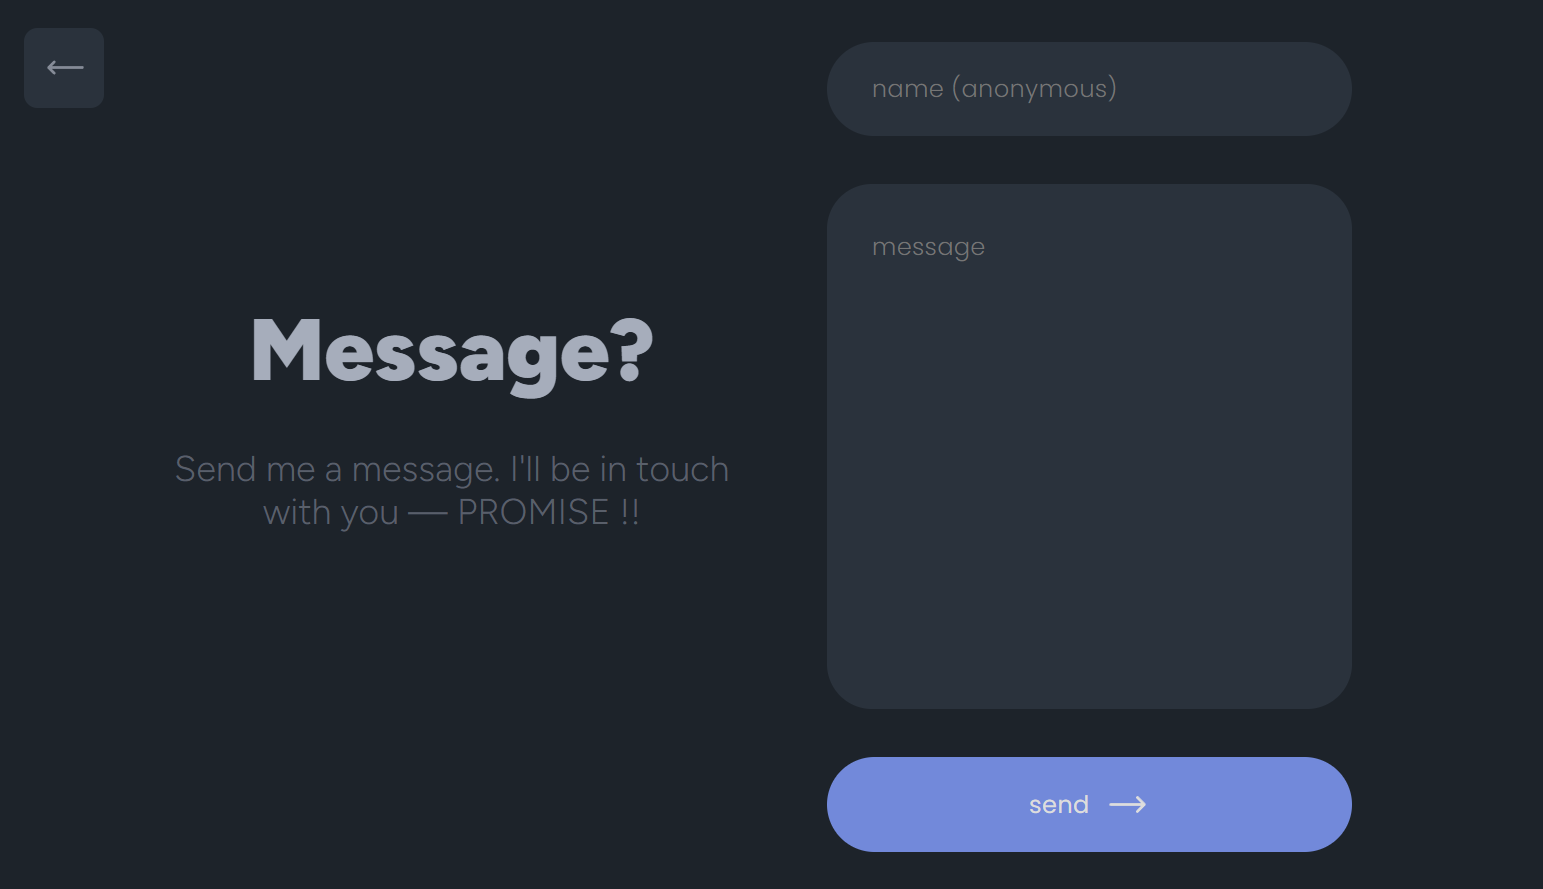 Message?
Send me a message. I'll be in touch
with you — PROMISE !!
name (anonymous)
message
send